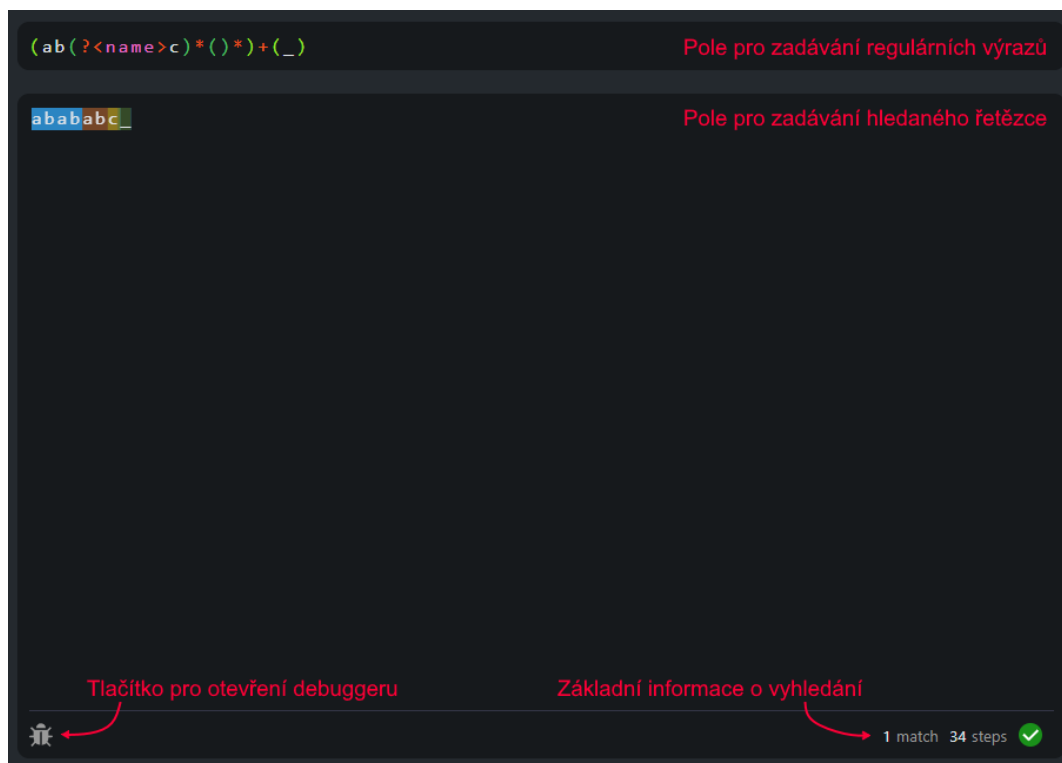 (ab(?<name>c)*()*)+(_)
Pole pro zadávání regulárních výrazů
abababc_
Pole pro zadávání hledaného řetězce
Tlačítko pro otevření debuggeru
Základní informace o vyhledání
1 match 34 steps